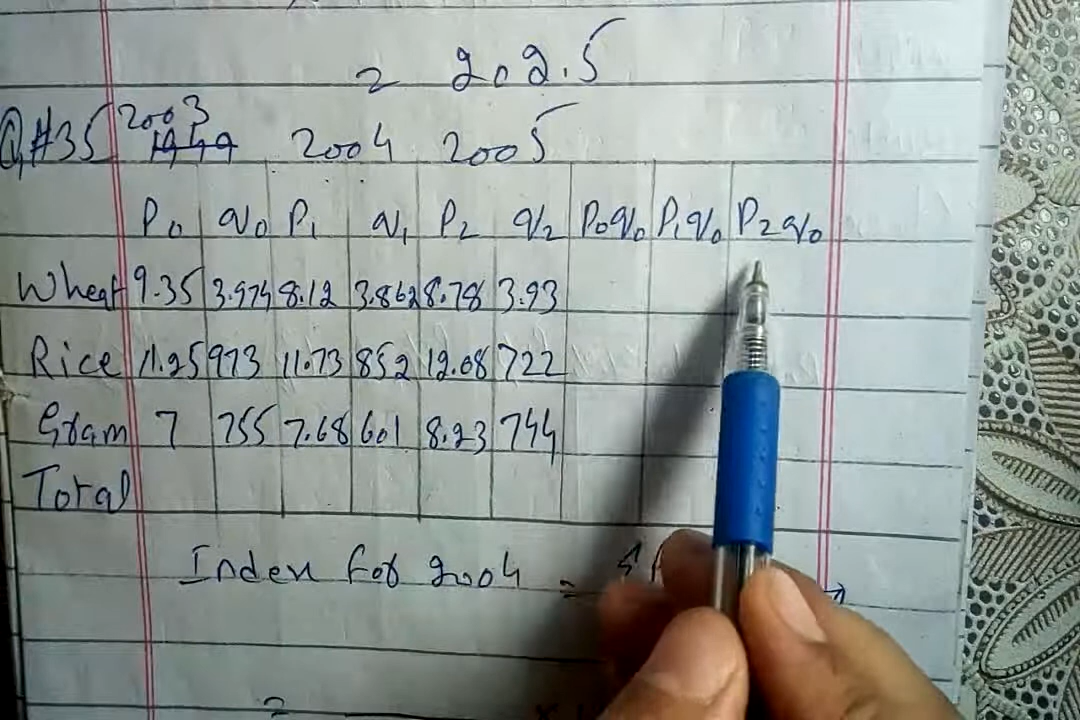 = 202.5
Q#35 2003 1949 2004 2005
P0 q0 P1 q1 P2 q2 P0q0 P1q0 P2q0
Wheat 9.35 3.974 8.12 3.862 8.78 3.93
Rice 11.25 973 11.73 852 12.08 722
Gram 7 755 7.68 601 8.23 744
Total
Index for 2004 =
=